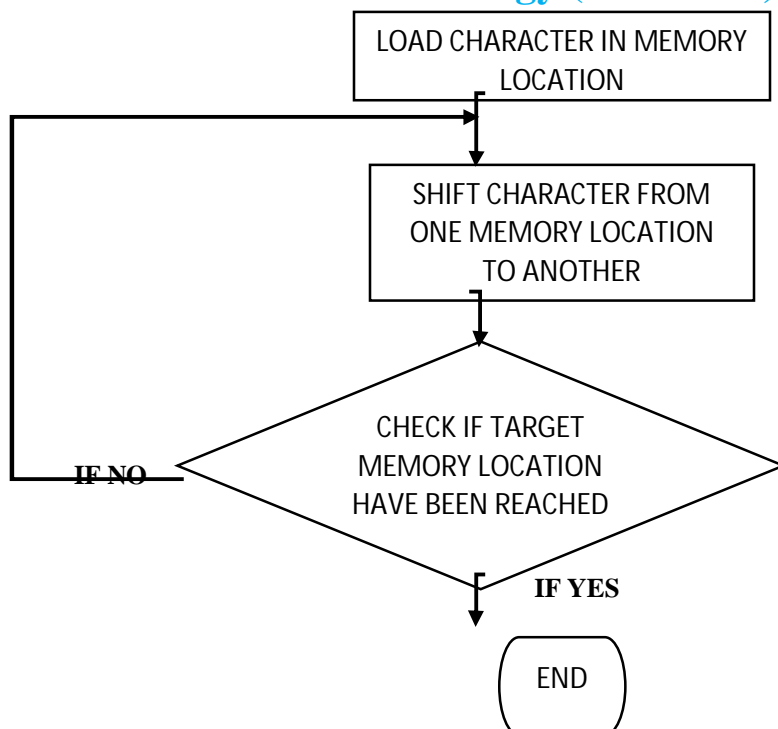 LOAD CHARACTER IN MEMORY
LOCATION
SHIFT CHARACTER FROM
ONE MEMORY LOCATION
TO ANOTHER
CHECK IF TARGET
MEMORY LOCATION
HAVE BEEN REACHED
IF NO
IF YES
END